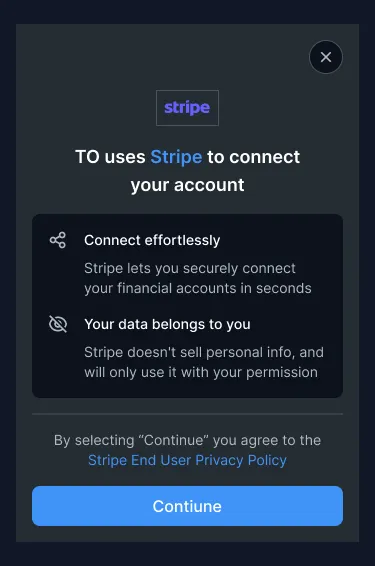 stripe
TO uses Stripe to connect
your account
Connect effortlessly
Stripe lets you securely connect
your financial accounts in seconds
Your data belongs to you
Stripe doesn't sell personal info, and
will only use it with your permission
By selecting “Continue” you agree to the
Stripe End User Privacy Policy
Contiune